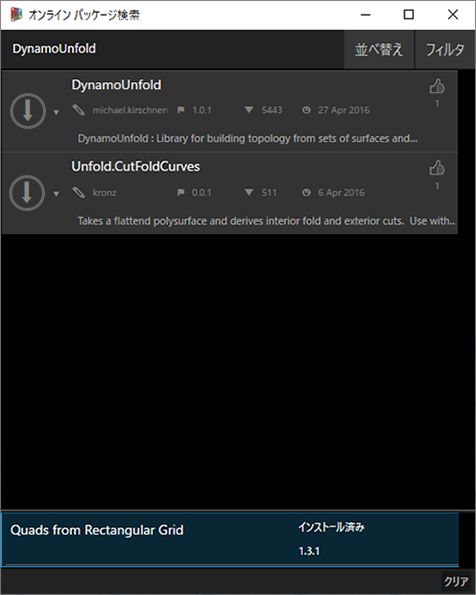 オンライン パッケージ検索
DynamoUnfold
並べ替え
フィルタ
DynamoUnfold
michael.kirschner 1.0.1 5443 27 Apr 2016 1
DynamoUnfold : Library for building topology from sets of surfaces and...
Unfold.CutFoldCurves
kronz 0.0.1 511 6 Apr 2016 1
Takes a flattend polysurface and derives interior fold and exterior cuts. Use with..
Quads from Rectangular Grid
インストール済み
1.3.1
クリア